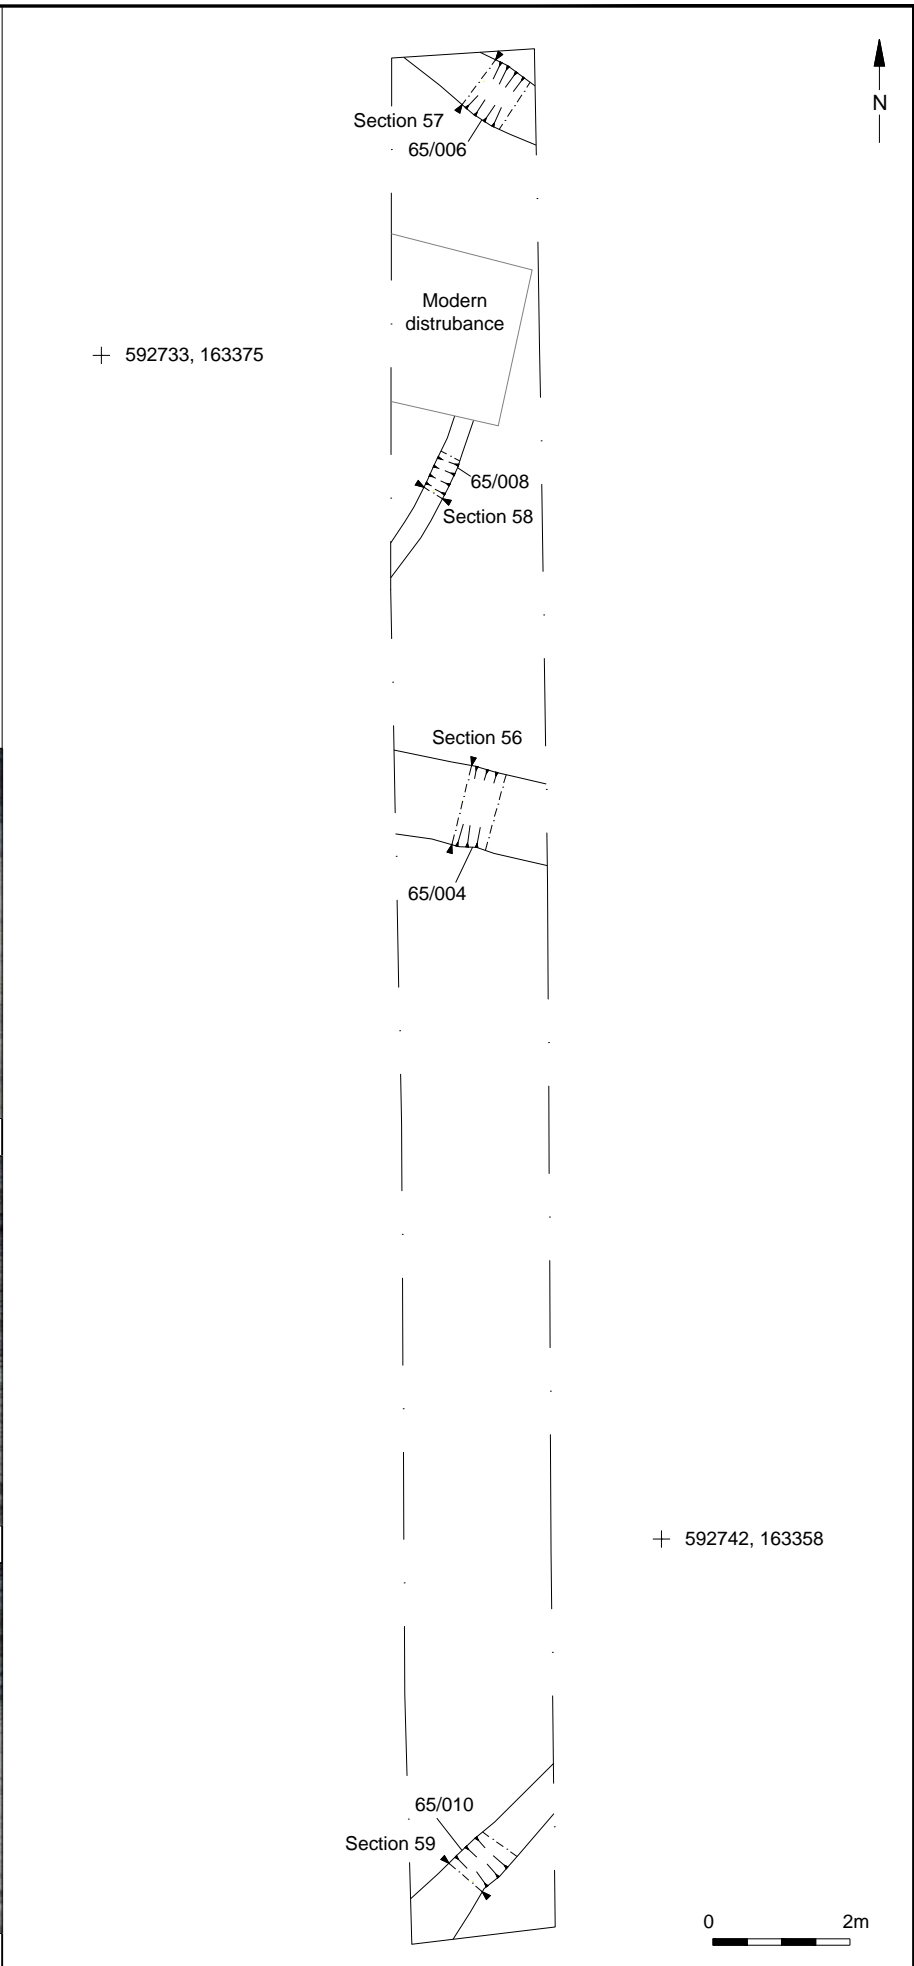 N
Section 57
65/006
Modern
distrubance
592733, 163375
65/008
Section 58
Section 56
65/004
592742, 163358
65/010
Section 59
0 2m